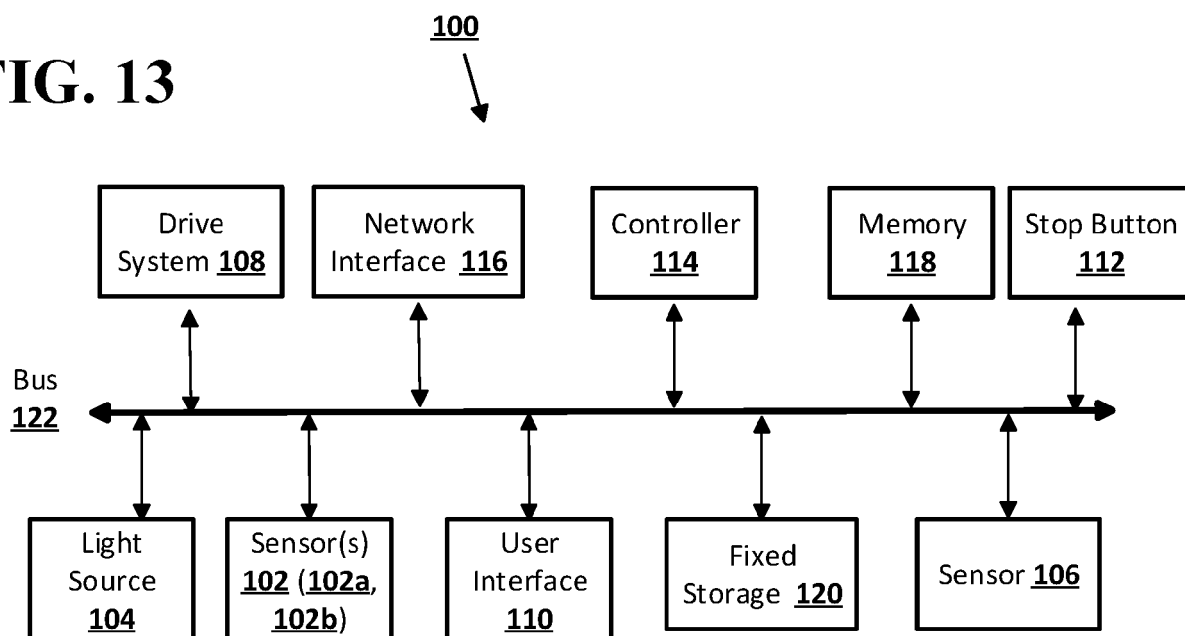 100
FIG. 13
Drive
System 108
Network
Interface 116
Controller
114
Memory
118
Stop Button
112
Bus
122
Light
Source
104
Sensor(s)
102 (102a,
102b)
User
Interface
110
Fixed
Storage 120
Sensor 106